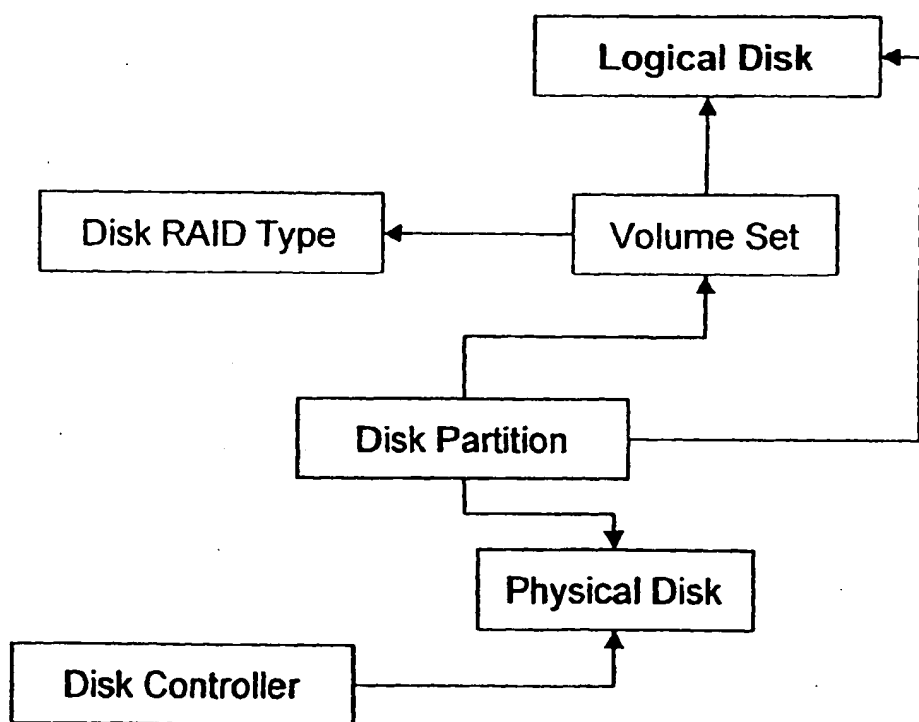 Logical Disk
Disk RAID Type
Volume Set
Disk Partition
Physical Disk
Disk Controller